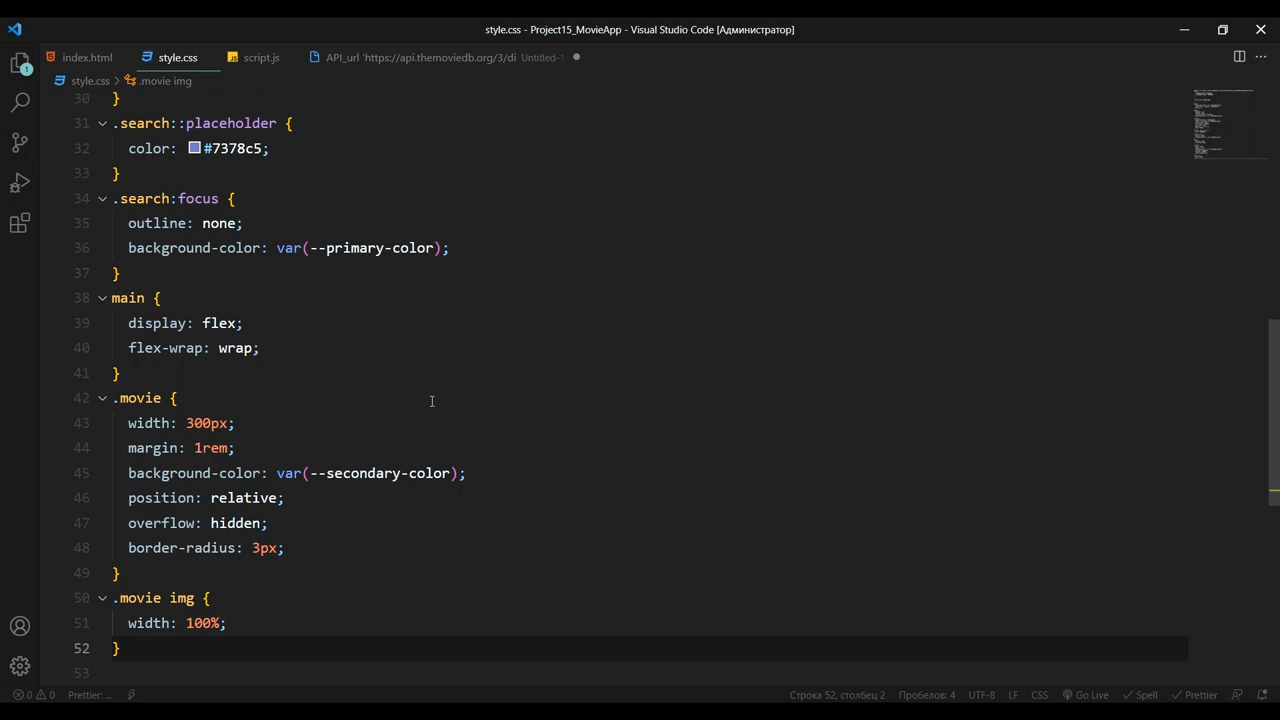 style.css - Project15_MovieApp - Visual Studio Code [Администратор]
index.html
style.css
script.js
API_url 'https://api.themoviedb.org/3/di Untitled-1
1
style.css > .movie img
30 }
31 .search::placeholder {
32 color: #7378c5;
33 }
34 .search:focus {
35 outline: none;
36 background-color: var(--primary-color);
37 }
38 main {
39 display: flex;
40 flex-wrap: wrap;
41 }
42 .movie {
43 width: 300px;
44 margin: 1rem;
45 background-color: var(--secondary-color);
46 position: relative;
47 overflow: hidden;
48 border-radius: 3px;
49 }
50 .movie img {
51 width: 100%;
52 }
53
0 0 Prettier: ... Строка 52, столбец 2 Пробелов: 4 UTF-8 LF CSS Go Live Spell Prettier